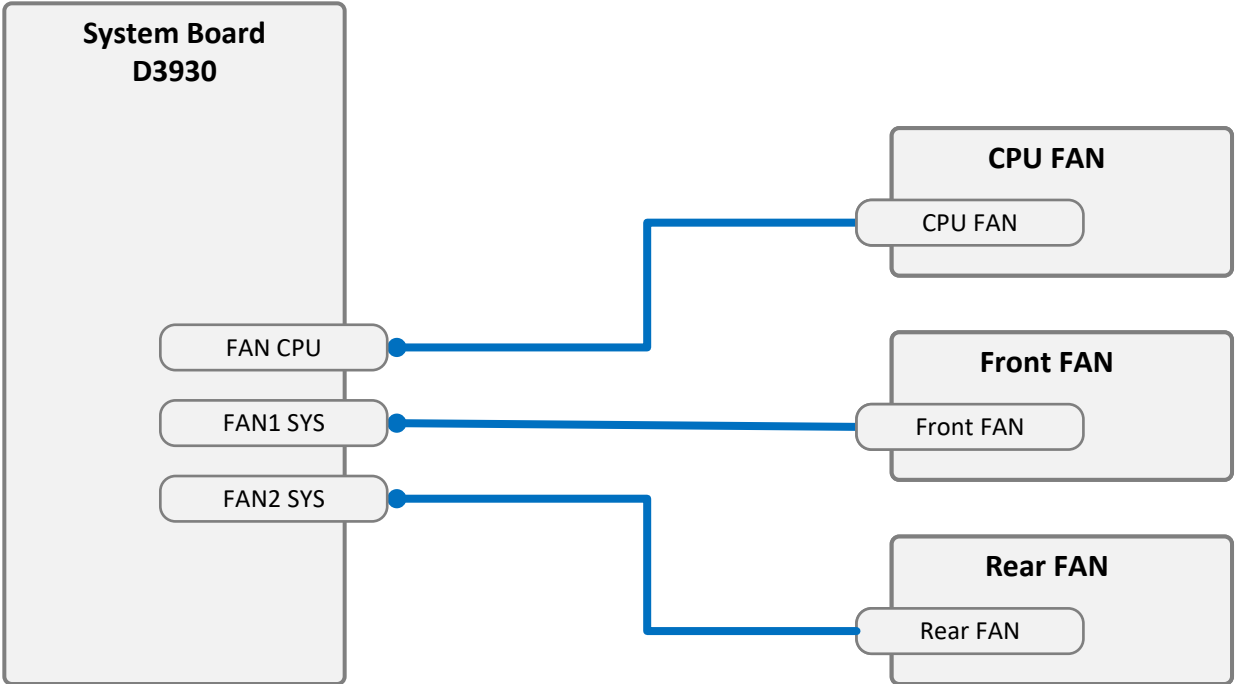 System Board
D3930
CPU FAN
CPU FAN
FAN CPU
Front FAN
FAN1 SYS
Front FAN
FAN2 SYS
Rear FAN
Rear FAN